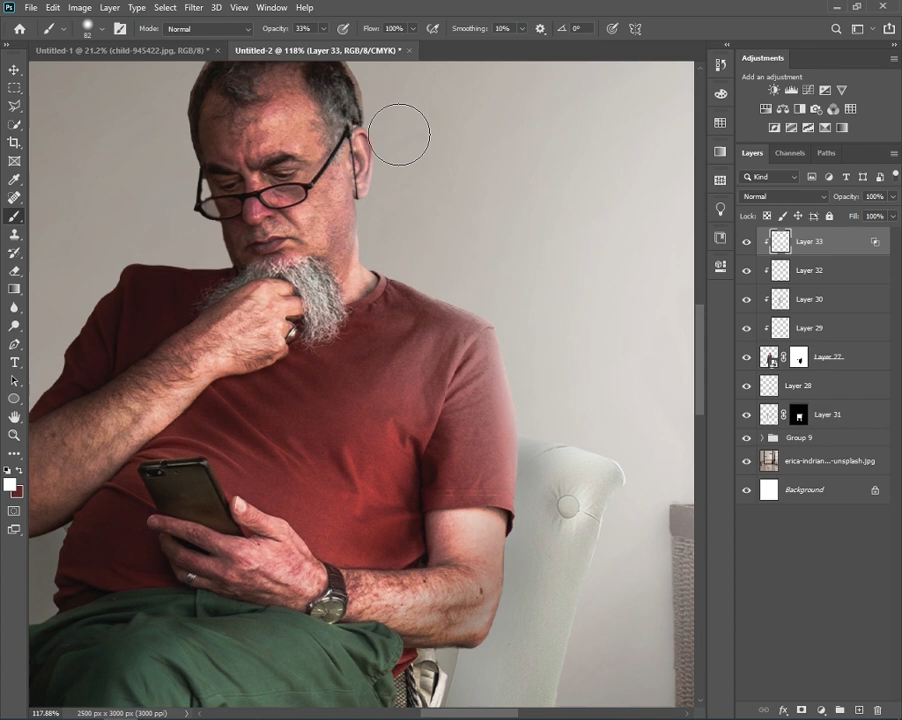 Ps File Edit Image Layer Type Select Filter 3D View Window Help
82 Mode: Normal Opacity: 33% Flow: 100% Smoothing: 10% 0°
Untitled-1 @ 21.2% (child-945422.jpg, RGB/8) * × Untitled-2 @ 118% (Layer 33, RGB/8/CMYK) * ×
Adjustments
Add an adjustment
Layers Channels Paths
Kind
Normal Opacity: 100%
Lock: Fill: 100%
Layer 33
Layer 32
Layer 30
Layer 29
Layer 27
Layer 28
Layer 31
Group 9
erica-indrian...-unsplash.jpg
Background
117.88% 2500 px x 3000 px (3000 ppi)